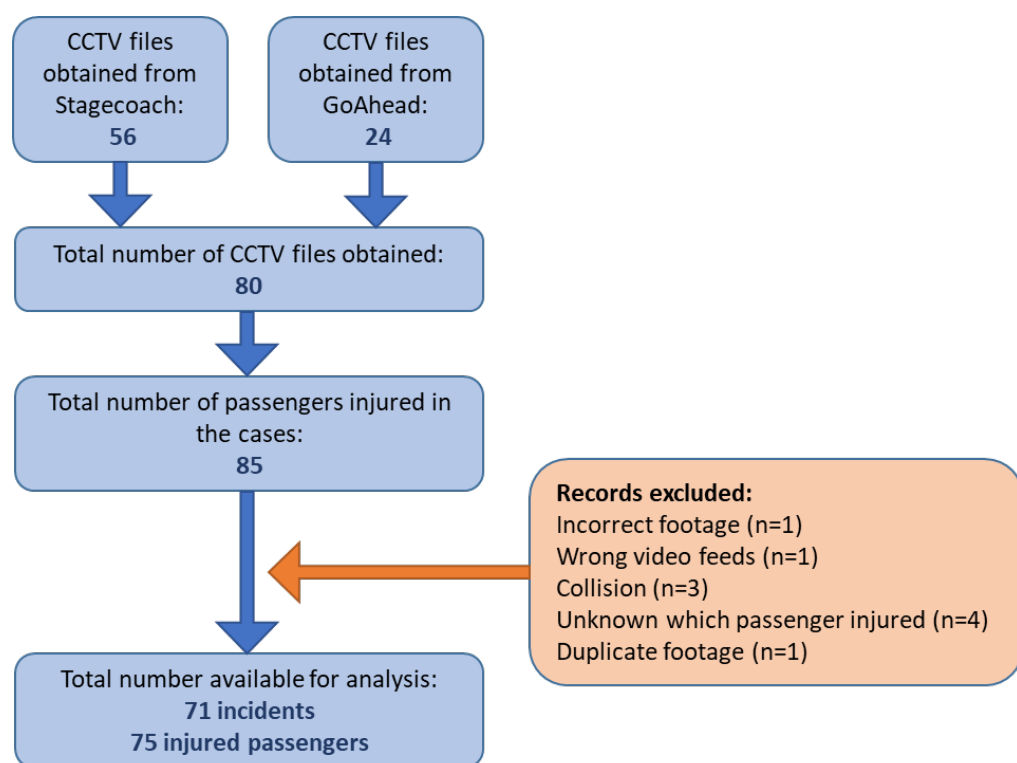 CCTV files
obtained from
Stagecoach:
56
CCTV files
obtained from
GoAhead:
24
Total number of CCTV files obtained:
80
Total number of passengers injured in
the cases:
85
Records excluded:
Incorrect footage (n=1)
Wrong video feeds (n=1)
Collision (n=3)
Unknown which passenger injured (n=4)
Duplicate footage (n=1)
Total number available for analysis:
71 incidents
75 injured passengers